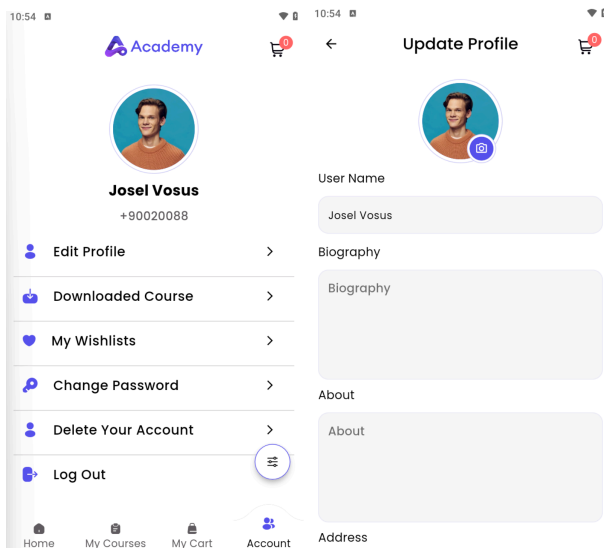 10:54
Academy
0
Josel Vosus
+90020088
Edit Profile
Downloaded Course
My Wishlists
Change Password
Delete Your Account
Log Out
Home
My Courses
My Cart
Account
10:54
Update Profile
0
User Name
Josel Vosus
Biography
Biography
About
About
Address